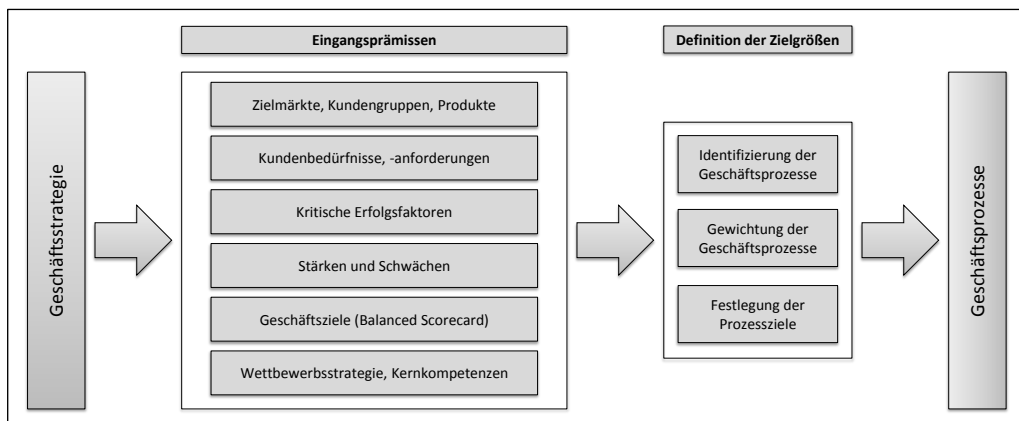 Eingangsprämissen
Definition der Zielgrößen
Geschäftsstrategie
Zielmärkte, Kundengruppen, Produkte
Kundenbedürfnisse, -anforderungen
Kritische Erfolgsfaktoren
Stärken und Schwächen
Geschäftsziele (Balanced Scorecard)
Wettbewerbsstrategie, Kernkompetenzen
Identifizierung der
Geschäftsprozesse
Gewichtung der
Geschäftsprozesse
Festlegung der
Prozessziele
Geschäftsprozesse